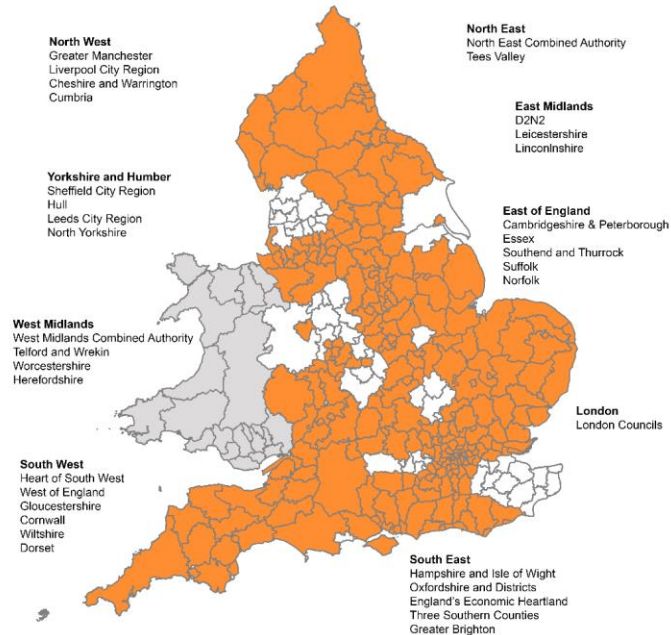 North West
Greater Manchester
Liverpool City Region
Cheshire and Warrington
Cumbria
North East
North East Combined Authority
Tees Valley
East Midlands
D2N2
Leicestershire
Linconlnshire
Yorkshire and Humber
Sheffield City Region
Hull
Leeds City Region
North Yorkshire
East of England
Cambridgeshire & Peterborough
Essex
Southend and Thurrock
Suffolk
Norfolk
West Midlands
West Midlands Combined Authority
Telford and Wrekin
Worcestershire
Herefordshire
London
London Councils
South West
Heart of South West
West of England
Gloucestershire
Cornwall
Wiltshire
Dorset
South East
Hampshire and Isle of Wight
Oxfordshire and Districts
England's Economic Heartland
Three Southern Counties
Greater Brighton